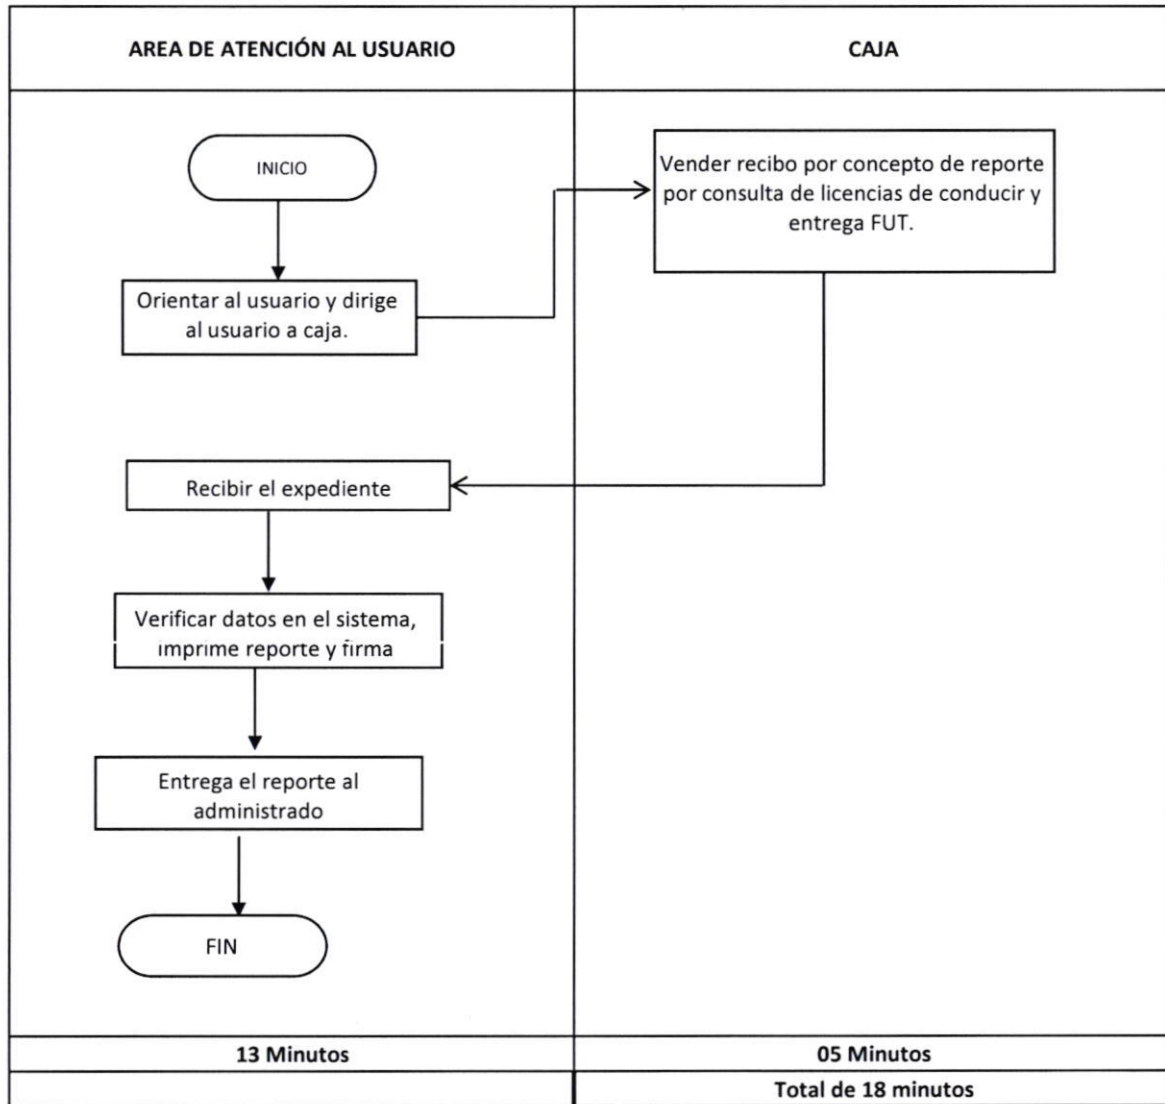 AREA DE ATENCIÓN AL USUARIO
CAJA
INICIO
Orientar al usuario y dirige
al usuario a caja.
Vender recibo por concepto de reporte
por consulta de licencias de conducir y
entrega FUT.
Recibir el expediente
Verificar datos en el sistema,
imprime reporte y firma
Entrega el reporte al
administrado
FIN
13 Minutos
05 Minutos
Total de 18 minutos